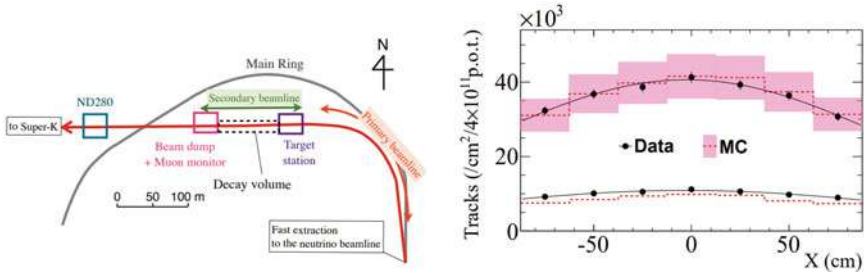 N
Main Ring
ND280
Secondary beamline
Primary beamline
to Super-K
Beam dump
+ Muon monitor
Target
station
Decay volume
0 50 100 m
Fast extraction
to the neutrino beamline
×10³
Tracks (/cm²/4×10¹¹p.o.t.)
60
40
20
0
Data
MC
-50
0
50
X (cm)